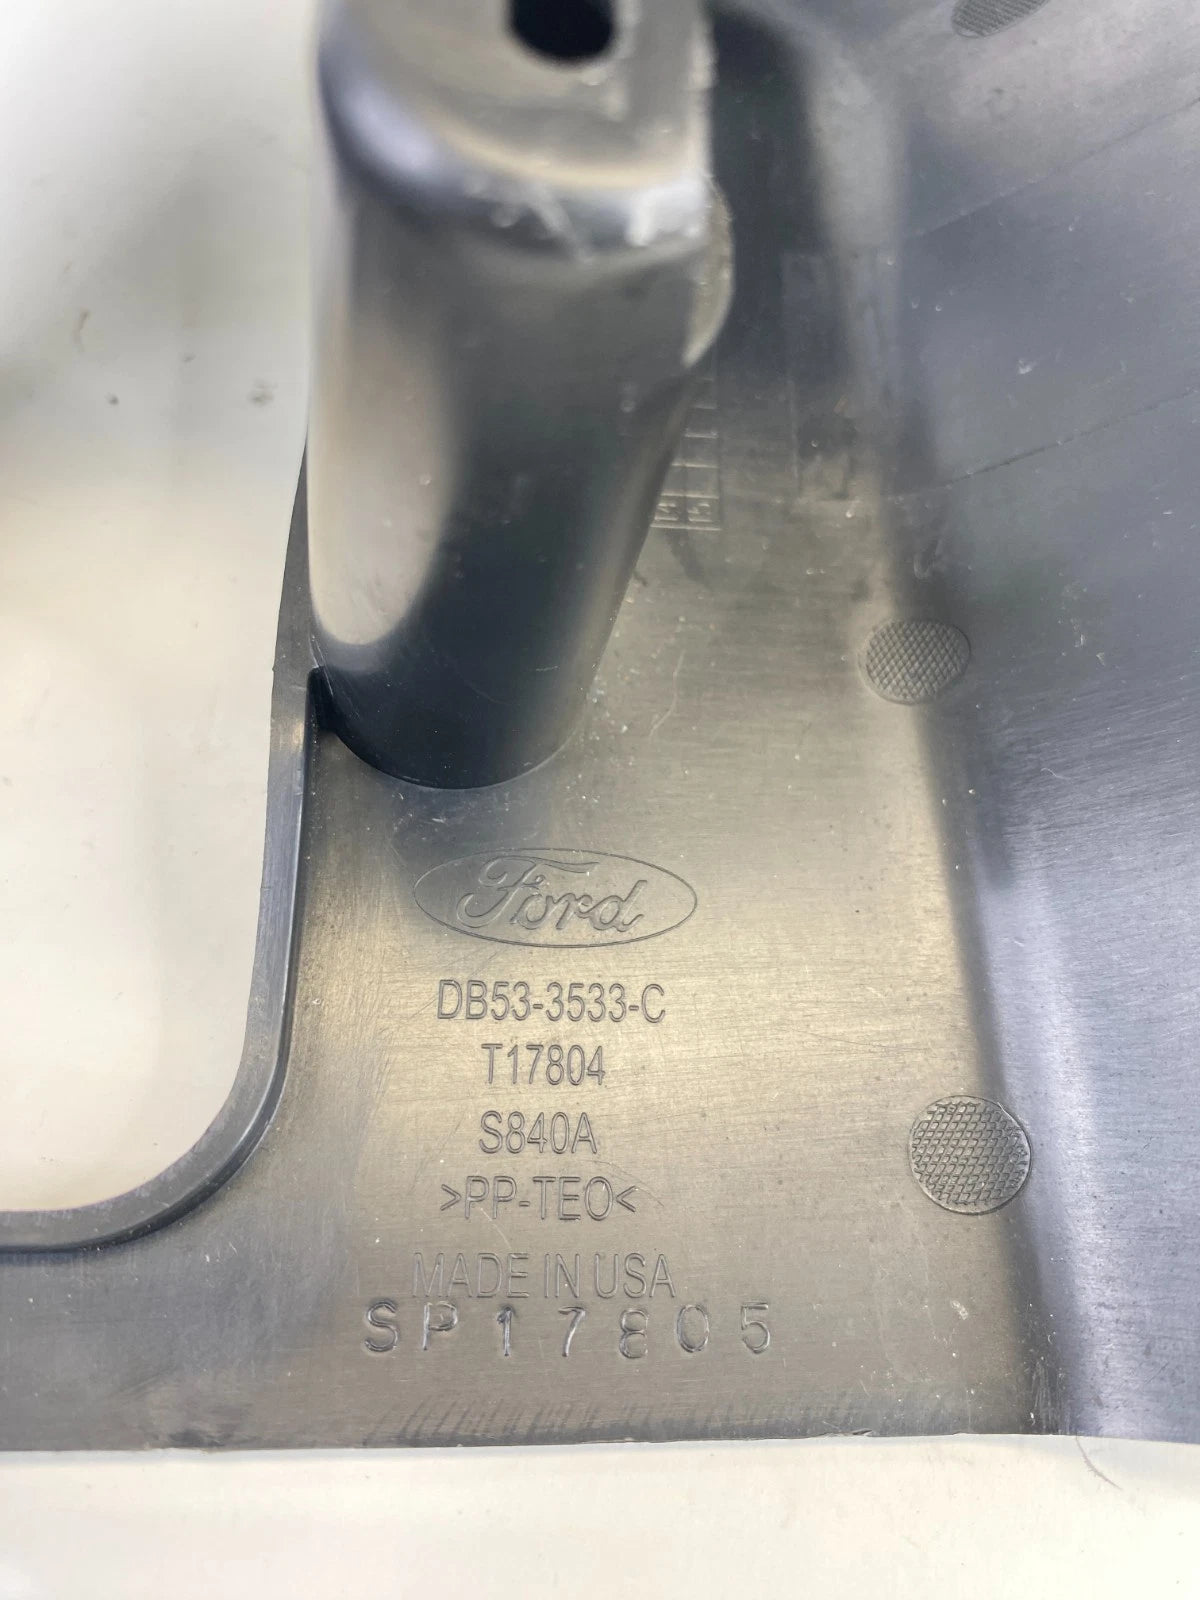 Ford
DB53-3533-C
T17804
S840A
>PP-TEO<
MADE IN USA
SP17805